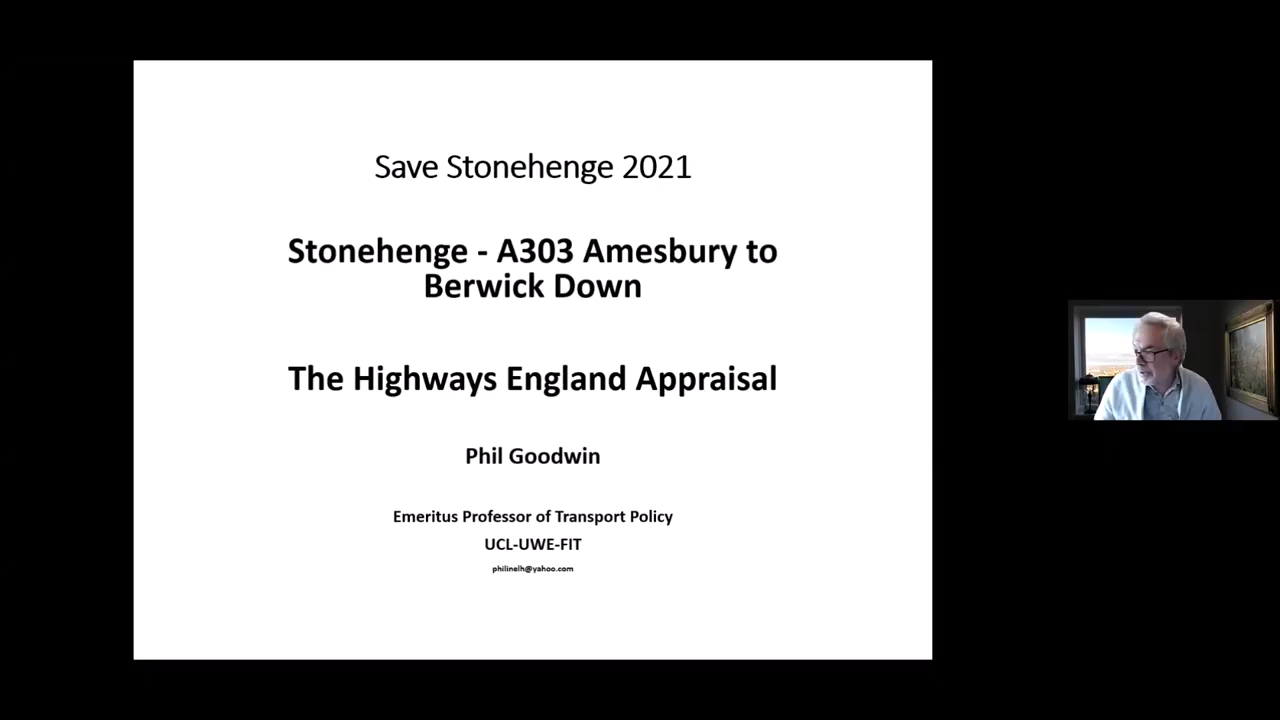 Save Stonehenge 2021
Stonehenge - A303 Amesbury to
Berwick Down
The Highways England Appraisal
Phil Goodwin
Emeritus Professor of Transport Policy
UCL-UWE-FIT
philinelh@yahoo.com